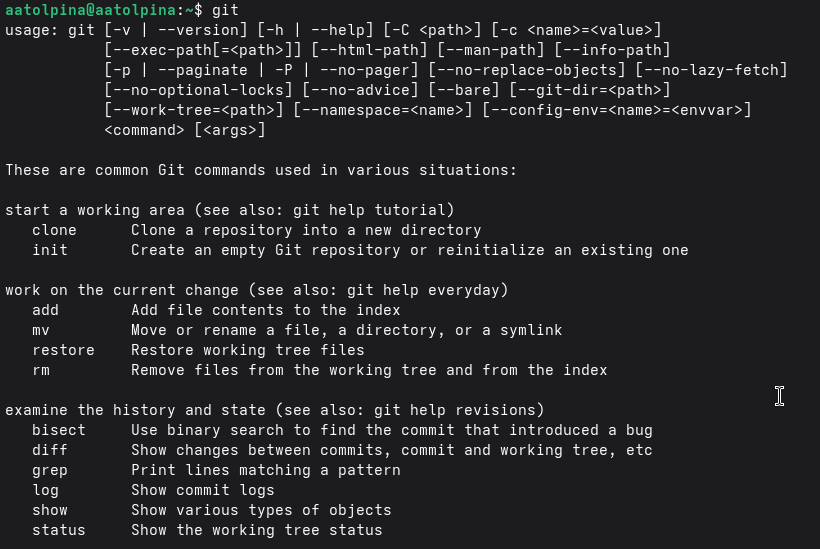 aatolpina@aatolpina:~$ git
usage: git [-v | --version] [-h | --help] [-C <path>] [-c <name>=<value>]
           [--exec-path[=<path>]] [--html-path] [--man-path] [--info-path]
           [-p | --paginate | -P | --no-pager] [--no-replace-objects] [--no-lazy-fetch]
           [--no-optional-locks] [--no-advice] [--bare] [--git-dir=<path>]
           [--work-tree=<path>] [--namespace=<name>] [--config-env=<name>=<envvar>]
           <command> [<args>]

These are common Git commands used in various situations:

start a working area (see also: git help tutorial)
   clone      Clone a repository into a new directory
   init       Create an empty Git repository or reinitialize an existing one

work on the current change (see also: git help everyday)
   add        Add file contents to the index
   mv         Move or rename a file, a directory, or a symlink
   restore    Restore working tree files
   rm         Remove files from the working tree and from the index

examine the history and state (see also: git help revisions)
   bisect     Use binary search to find the commit that introduced a bug
   diff       Show changes between commits, commit and working tree, etc
   grep       Print lines matching a pattern
   log        Show commit logs
   show       Show various types of objects
   status     Show the working tree status